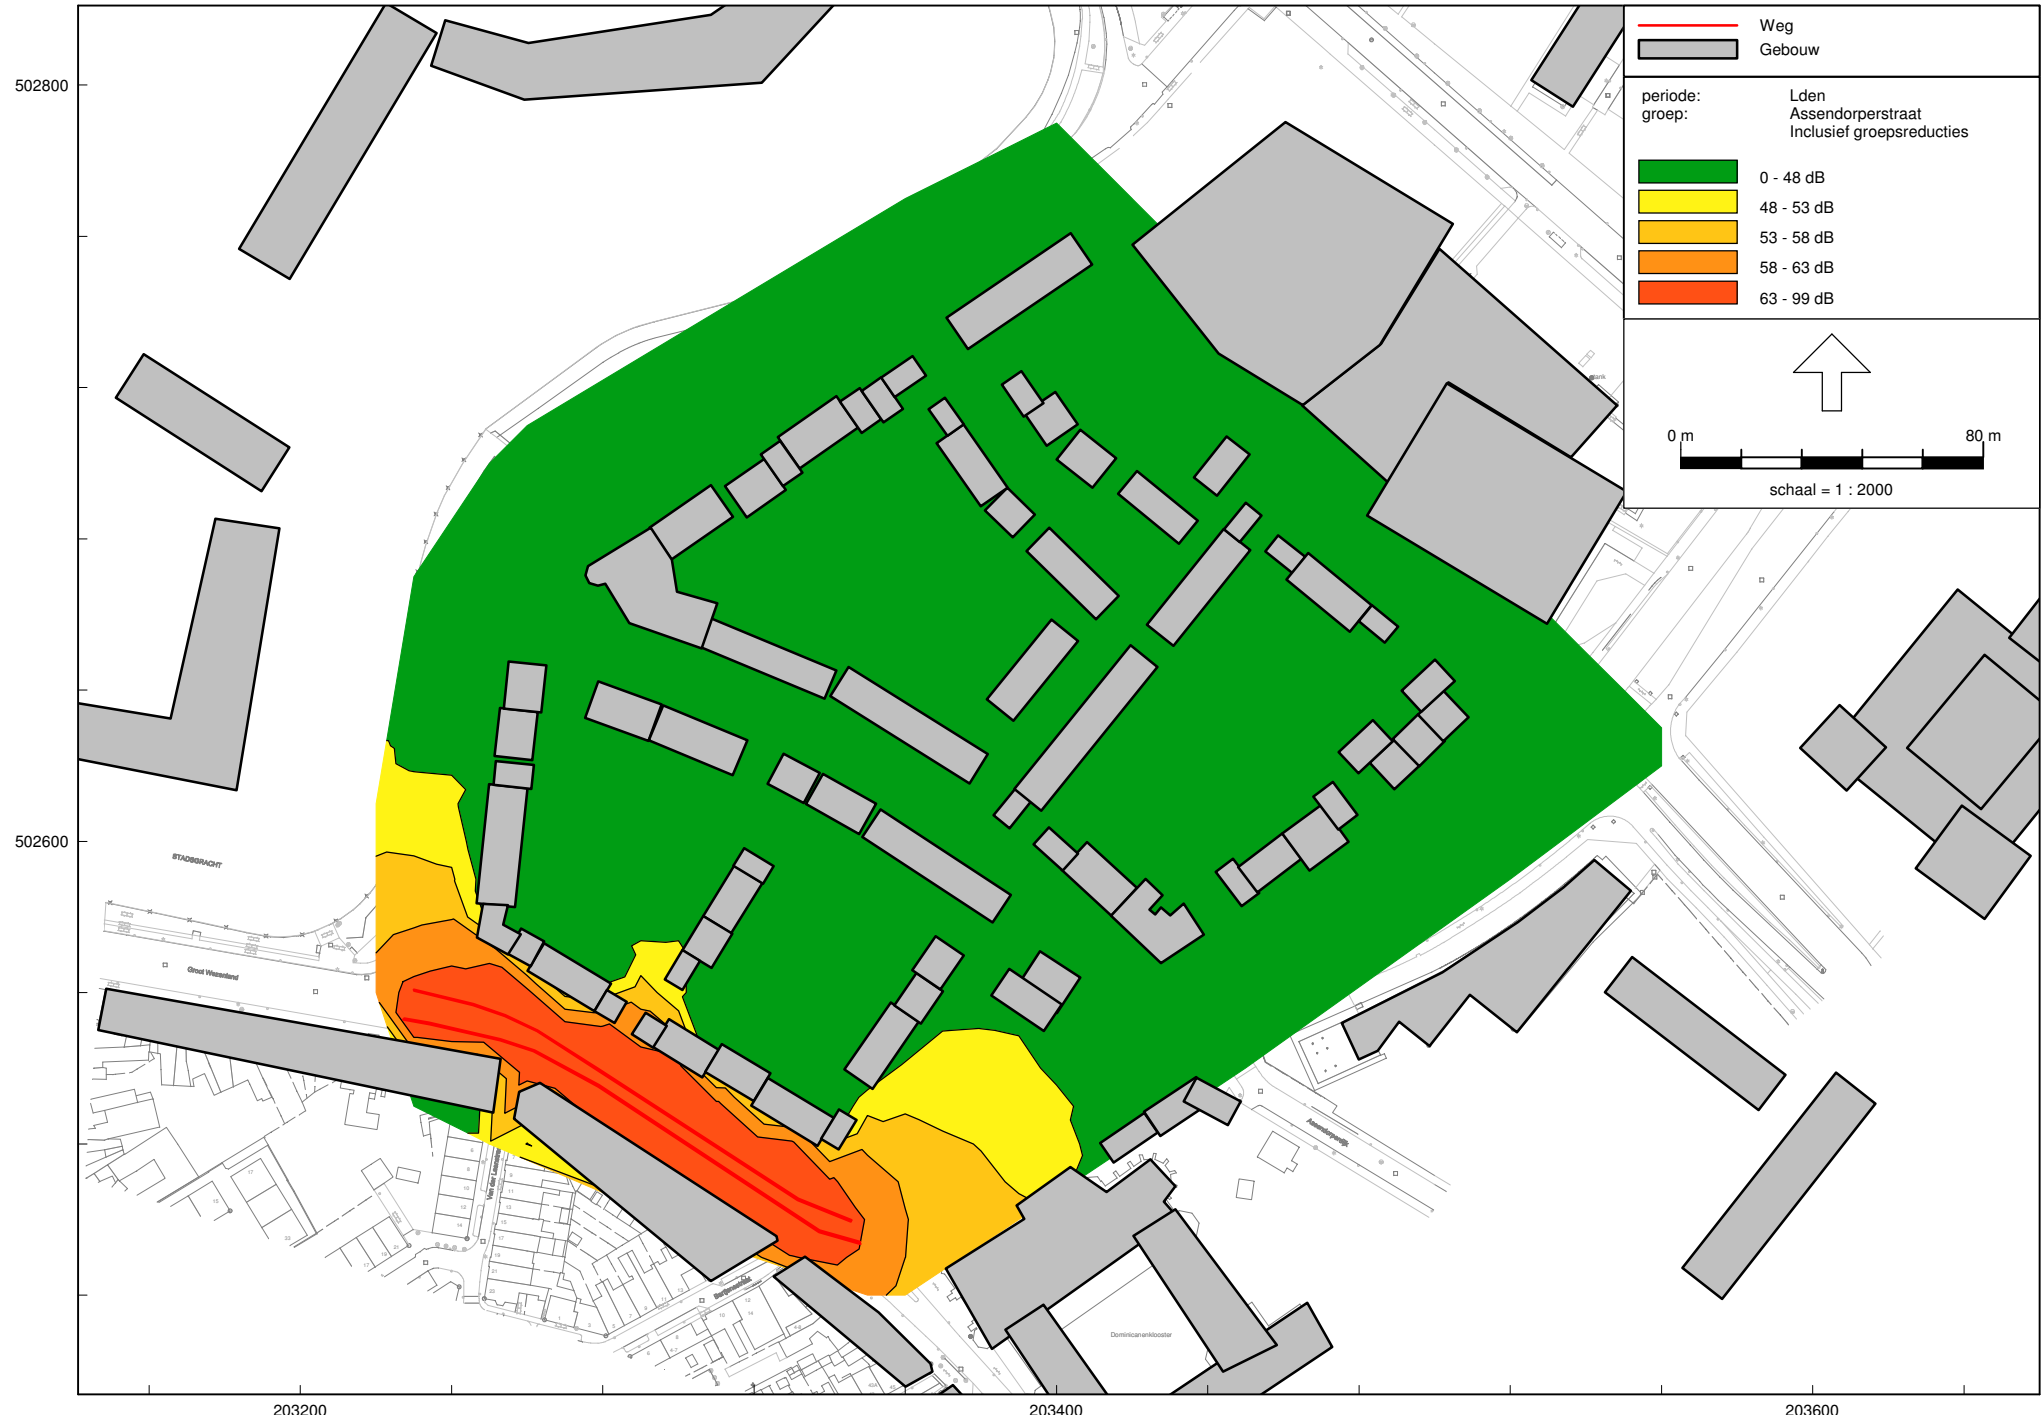 Weg
Gebouw
periode: Lden
groep: Assendorperstraat
Inclusief groepsreducties
0 - 48 dB
48 - 53 dB
53 - 58 dB
58 - 63 dB
63 - 99 dB
0 m 80 m
schaal = 1 : 2000
502800
502600
STADSGRACHT
Groot Wezenland
Assendorperdijk
Dominicanenklooster
203200 203400 203600